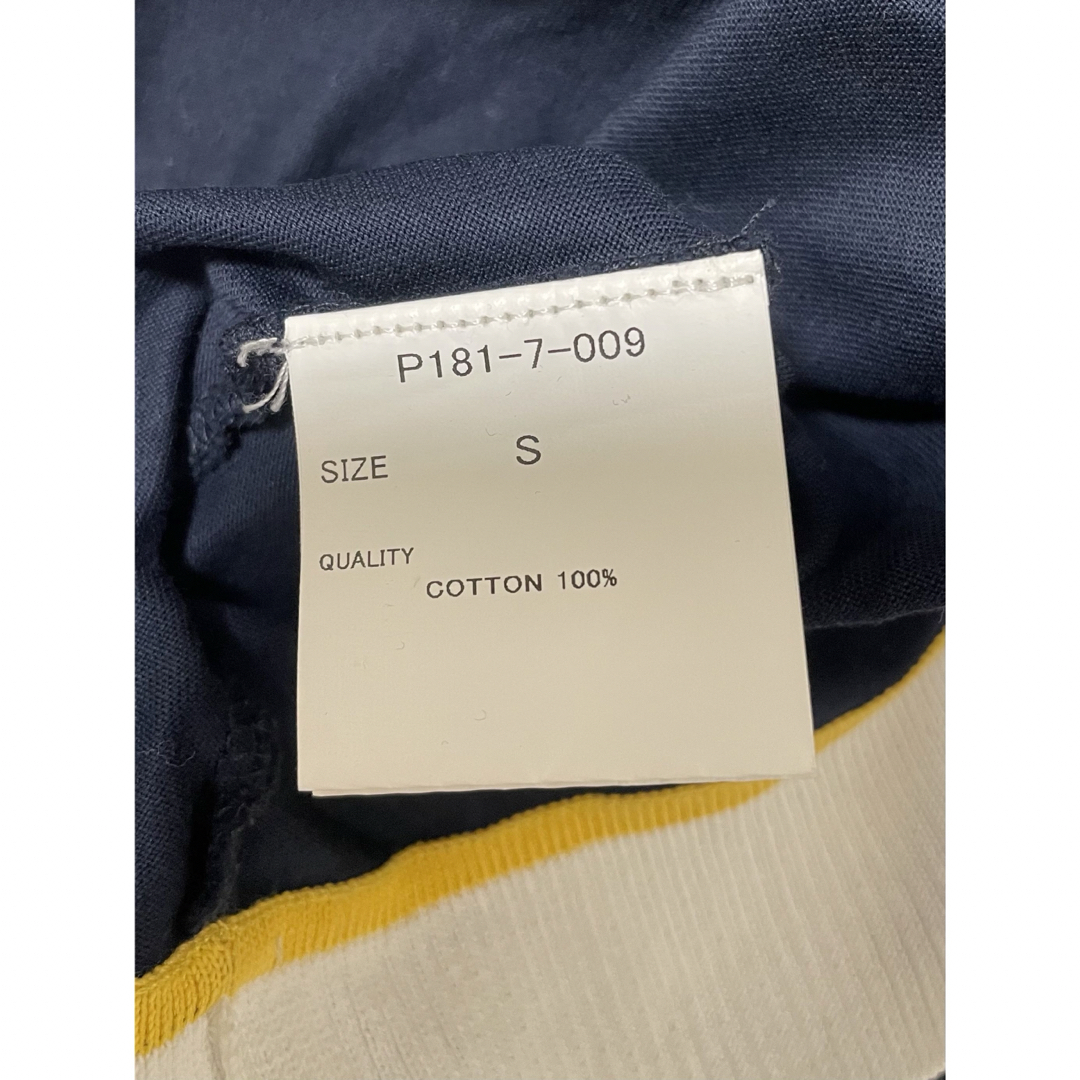 P181-7-009
SIZE S
QUALITY
COTTON 100%